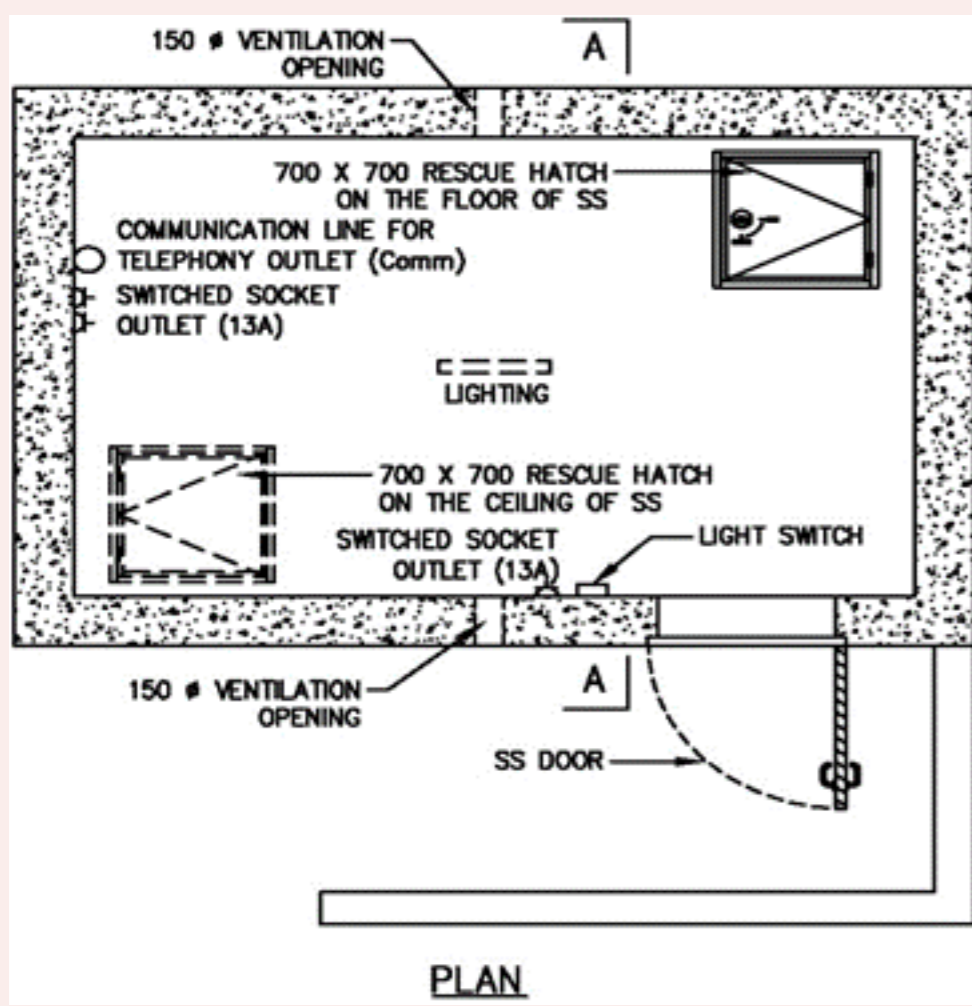 150 ø VENTILATION
OPENING
A
700 X 700 RESCUE HATCH
ON THE FLOOR OF SS
COMMUNICATION LINE FOR
TELEPHONY OUTLET (Comm)
SWITCHED SOCKET
OUTLET (13A)
LIGHTING
700 X 700 RESCUE HATCH
ON THE CEILING OF SS
SWITCHED SOCKET
OUTLET (13A)
LIGHT SWITCH
150 ø VENTILATION
OPENING
A
SS DOOR
PLAN